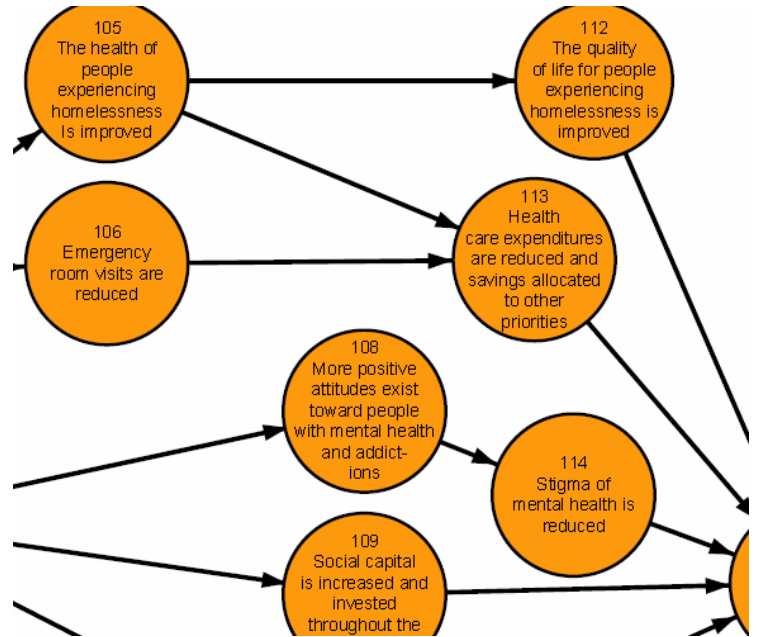 105
The health of
people
experiencing
homelessness
Is improved
112
The quality
of life for people
experiencing
homelessness is
improved
106
Emergency
room visits are
reduced
113
Health
care expenditures
are reduced and
savings allocated
to other
priorities
108
More positive
attitudes exist
toward people
with mental health
and addict-
ions
114
Stigma of
mental health is
reduced
109
Social capital
is increased and
invested
throughout the